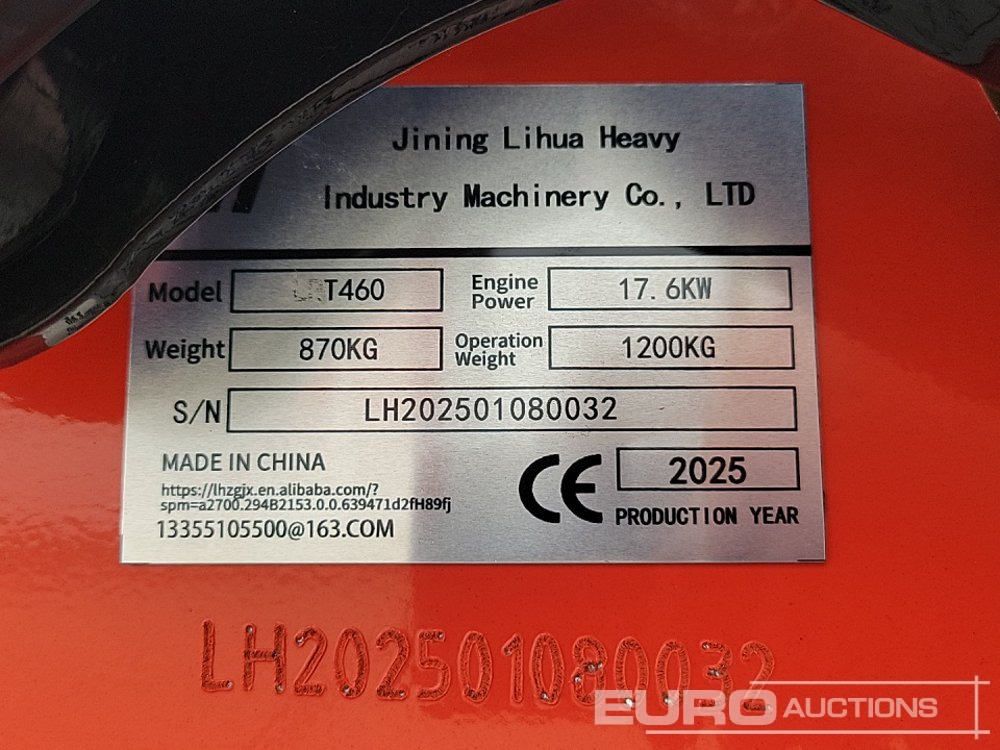 Jining Lihua Heavy
Industry Machinery Co., LTD
Model T460
Engine Power 17.6KW
Weight 870KG
Operation Weight 1200KG
S/N LH202501080032
MADE IN CHINA
https://lhzgjx.en.alibaba.com/?
spm=a2700.294B2153.0.0.639471d2fH89fj
13355105500@163.COM
CE
2025
PRODUCTION YEAR
LH202501080032
EURO AUCTIONS